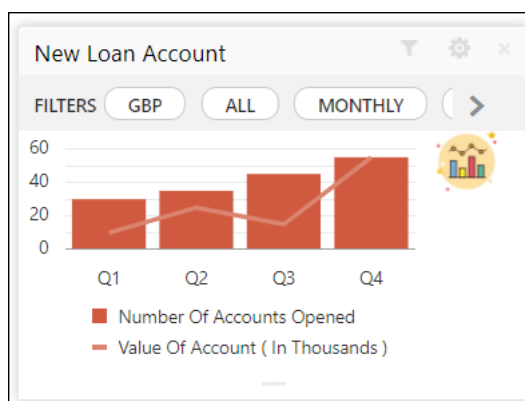 New Loan Account
FILTERS GBP ALL MONTHLY
60
40
20
0
Q1 Q2 Q3 Q4
Number Of Accounts Opened
Value Of Account ( In Thousands )